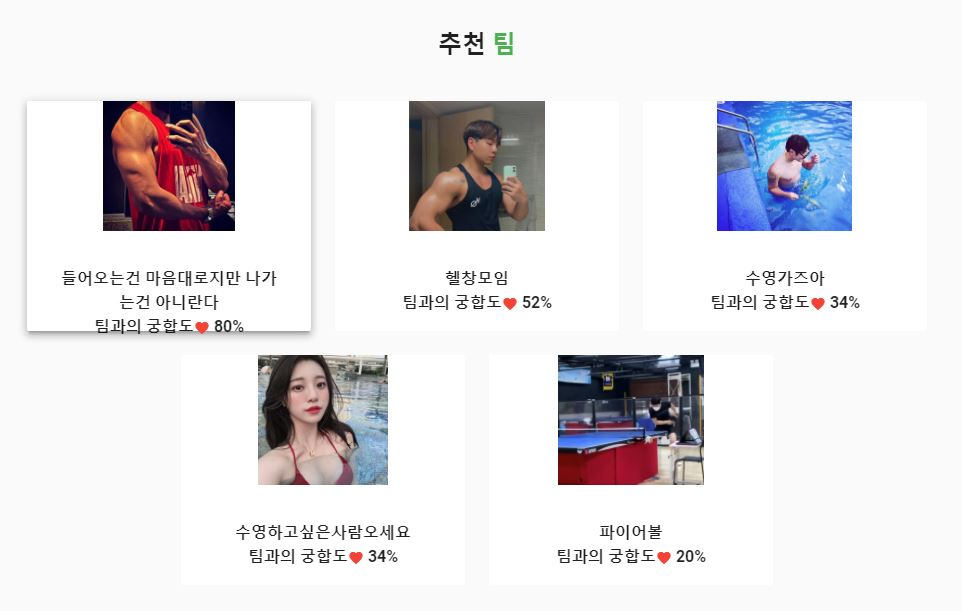 추천 팀
들어오는건 마음대로지만 나가
는건 아니란다
팀과의 궁합도 80%
헬창모임
팀과의 궁합도 52%
수영가즈아
팀과의 궁합도 34%
수영하고싶은사람오세요
팀과의 궁합도 34%
파이어볼
팀과의 궁합도 20%